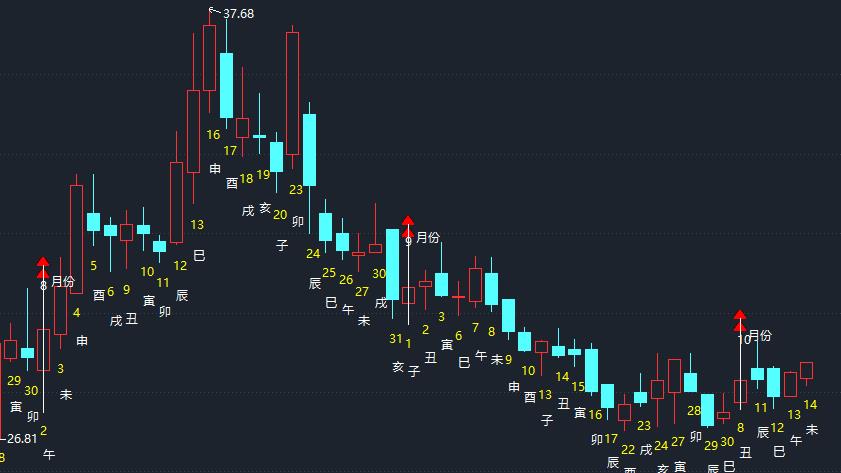 37.68
16
申
17
酉
18
戌
19
亥
20
子
23
卯
24
辰
25
巳
26
午
27
未
30
戌
31
亥
9 月份
1
子
2
丑
3
寅
6
巳
7
午
8
未
9
申
10
酉
13
子
14
丑
15
寅
16
卯
17
辰
22
酉
23
戌
24
亥
27
寅
28
卯
29
辰
30
巳
10 月份
8
丑
11
辰
12
巳
13
午
14
未
13
巳
12
辰
11
卯
10
寅
9
丑
6
戌
5
酉
4
申
3
未
8 月份
2
午
30
卯
29
寅
26.81
8